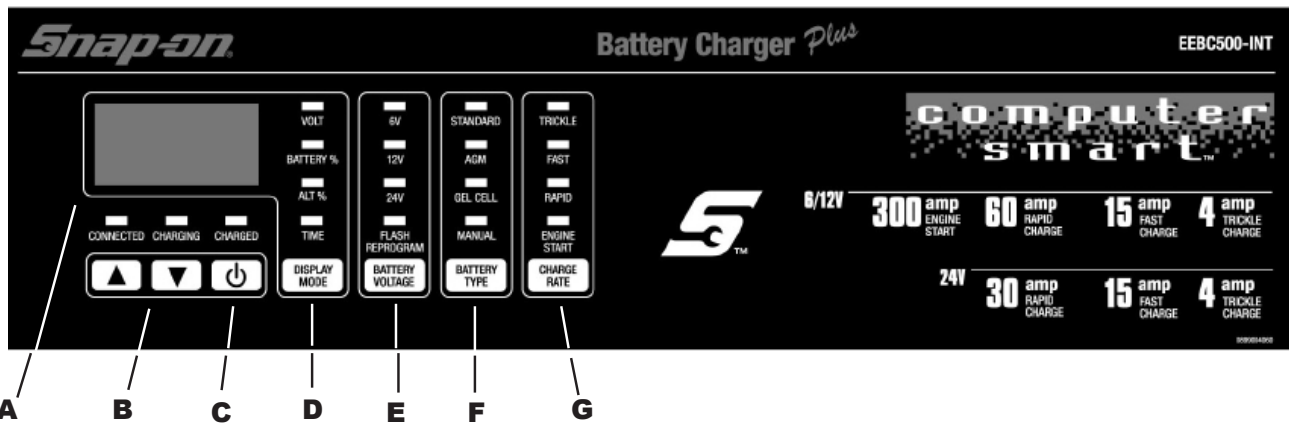 Snap-on
Battery Charger Plus
EEBC500-INT
VOLT
BATTERY %
ALT %
TIME
DISPLAY MODE
6V
12V
24V
FLASH REPROGRAM
BATTERY VOLTAGE
STANDARD
AGM
GEL CELL
MANUAL
BATTERY TYPE
TRICKLE
FAST
RAPID
ENGINE START
CHARGE RATE
CONNECTED CHARGING CHARGED
computer
smart™
TM
6/12V
300 amp ENGINE START
60 amp RAPID CHARGE
15 amp FAST CHARGE
4 amp TRICKLE CHARGE
24V
30 amp RAPID CHARGE
15 amp FAST CHARGE
4 amp TRICKLE CHARGE
A B C D E F G